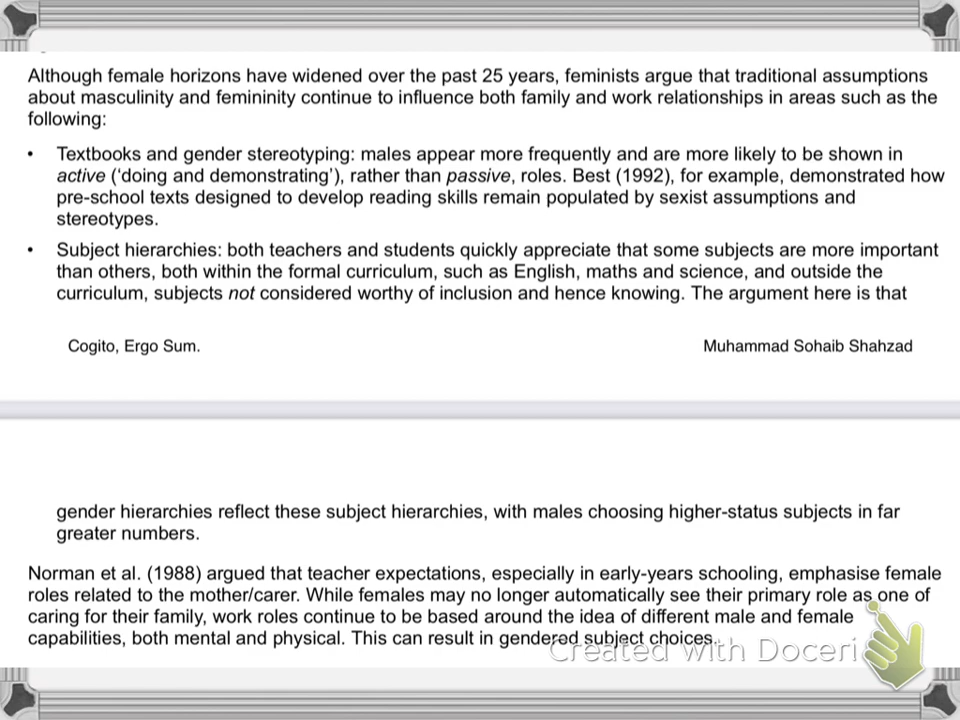 Although female horizons have widened over the past 25 years, feminists argue that traditional assumptions
about masculinity and femininity continue to influence both family and work relationships in areas such as the
following:
• Textbooks and gender stereotyping: males appear more frequently and are more likely to be shown in
active (‘doing and demonstrating’), rather than passive, roles. Best (1992), for example, demonstrated how
pre-school texts designed to develop reading skills remain populated by sexist assumptions and
stereotypes.
• Subject hierarchies: both teachers and students quickly appreciate that some subjects are more important
than others, both within the formal curriculum, such as English, maths and science, and outside the
curriculum, subjects not considered worthy of inclusion and hence knowing. The argument here is that
Cogito, Ergo Sum. Muhammad Sohaib Shahzad
gender hierarchies reflect these subject hierarchies, with males choosing higher-status subjects in far
greater numbers.
Norman et al. (1988) argued that teacher expectations, especially in early-years schooling, emphasise female
roles related to the mother/carer. While females may no longer automatically see their primary role as one of
caring for their family, work roles continue to be based around the idea of different male and female
capabilities, both mental and physical. This can result in gendered subject choices.
Created with Doceri